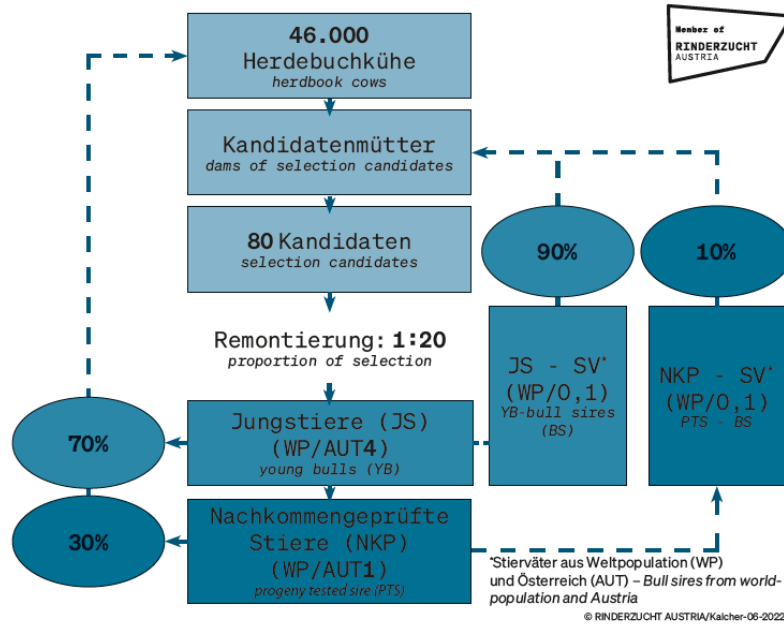 46.000
Herdebuchkühe
herdbook cows
Member of
RINDERZUCHT
AUSTRIA
Kandidatenmütter
dams of selection candidates
80 Kandidaten
selection candidates
90%
10%
Remontierung: 1:20
proportion of selection
JS - SV*
(WP/0,1)
YB-bull sires
(BS)
NKP - SV*
(WP/0,1)
PTS - BS
Jungstiere (JS)
(WP/AUT4)
young bulls (YB)
70%
Nachkommengeprüfte
Stiere (NKP)
(WP/AUT1)
progeny tested sire (PTS)
30%
*Stierväter aus Weltpopulation (WP)
und Österreich (AUT) – Bull sires from world-
population and Austria
© RINDERZUCHT AUSTRIA/Kalcher-06-2022